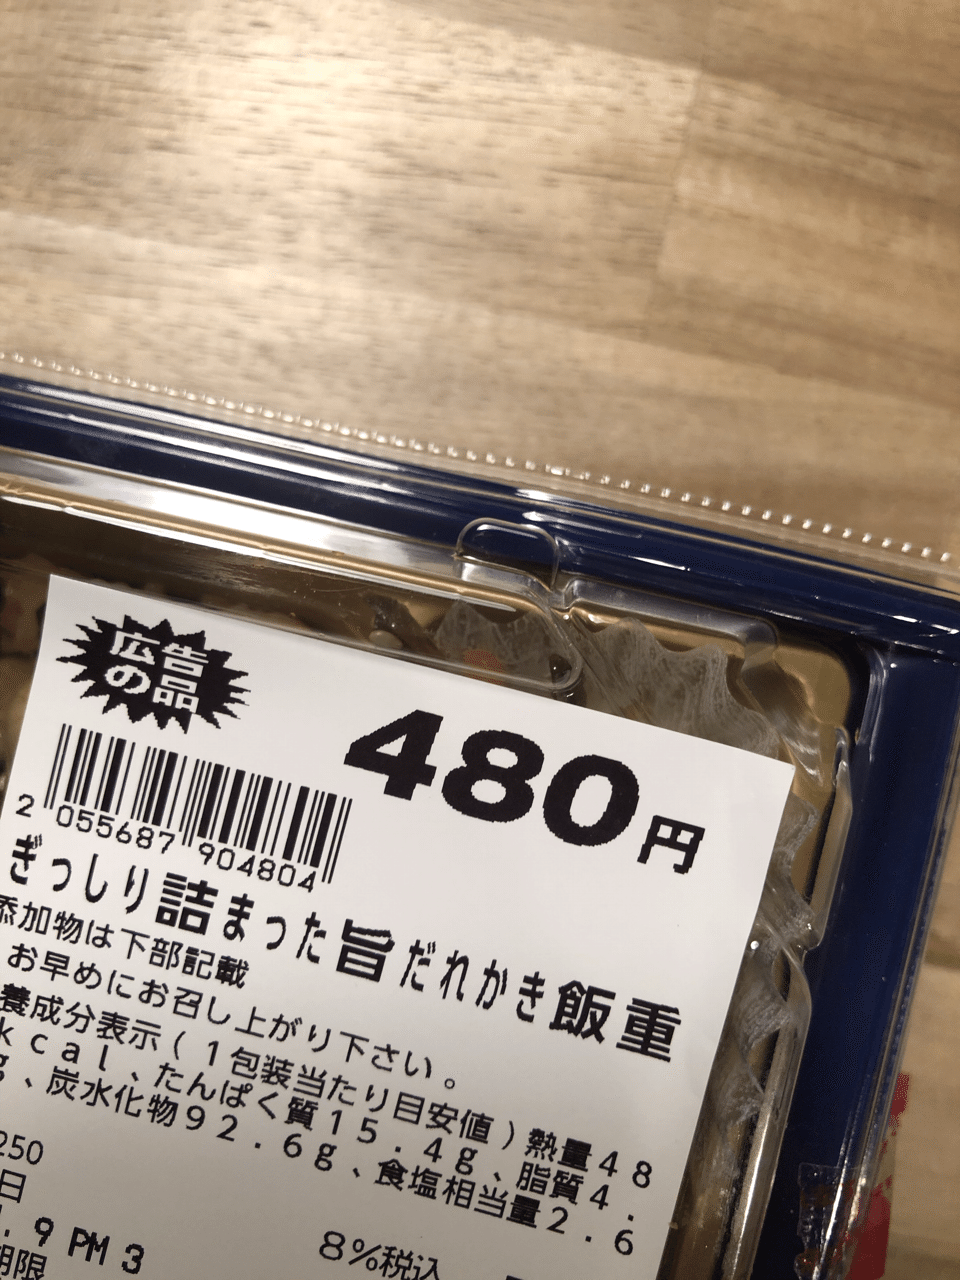 広告
の品
480円
2 055687 904804
ぎっしり詰まった旨だれかき飯重
添加物は下部記載
お早めにお召し上がり下さい。
養成分表示(1包装当たり目安値)熱量48
kcal、たんぱく質15.4g、脂質4.
g、炭水化物92.6g、食塩相当量2.6
250
日
.9 PM 3
期限
8%税込